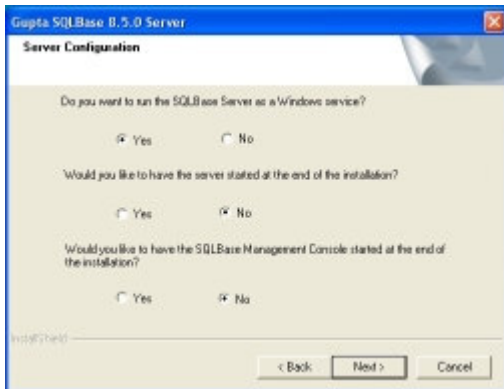 Gupta SQLBase 8.5.0 Server
Server Configuration
Do you want to run the SQLBase Server as a Windows service?
Yes No
Would you like to have the server started at the end of the installation?
Yes No
Would you like to have the SQLBase Management Console started at the end of
the installation?
Yes No
InstallShield
< Back Next > Cancel